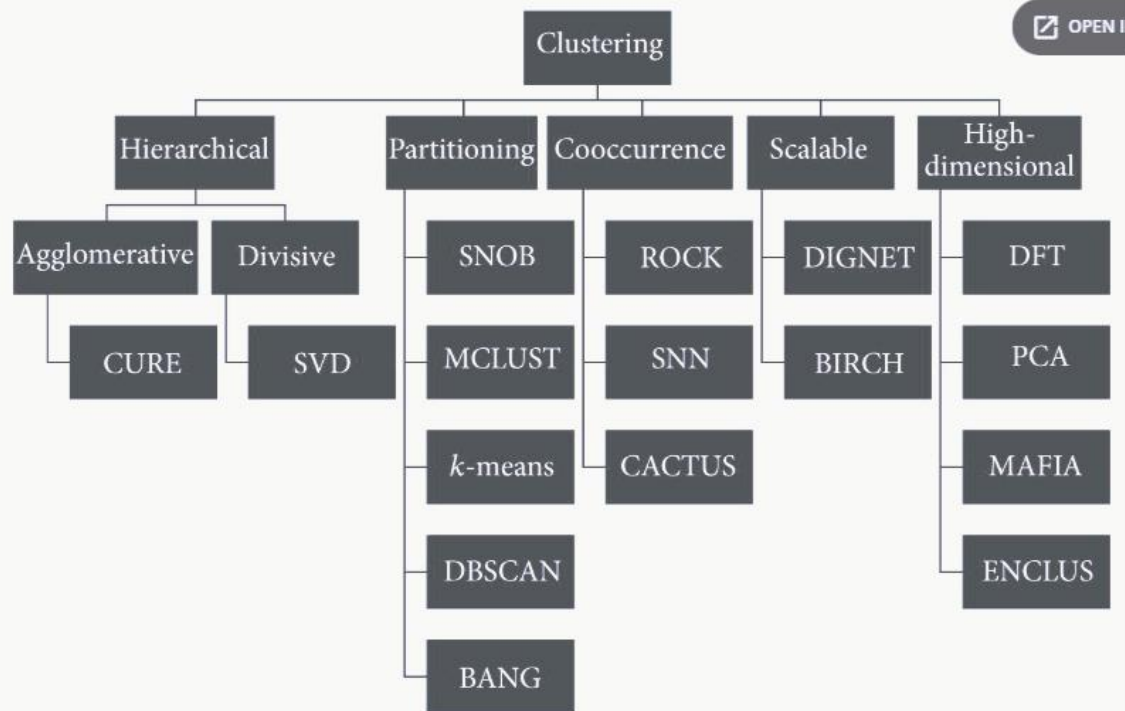 Clustering
OPEN I
Hierarchical
Partitioning
Cooccurrence
Scalable
High-
dimensional
Agglomerative
Divisive
SNOB
ROCK
DIGNET
DFT
CURE
SVD
MCLUST
SNN
BIRCH
PCA
k-means
CACTUS
MAFIA
DBSCAN
ENCLUS
BANG